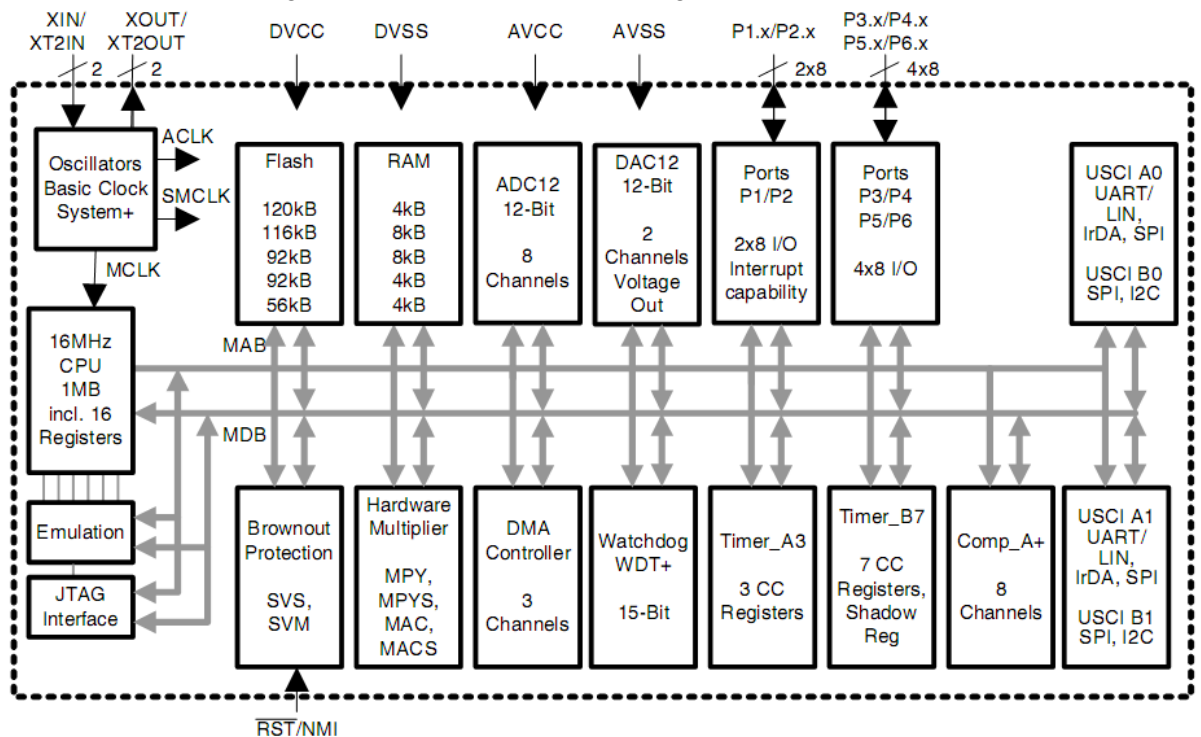 XIN/
XT2IN
XOUT/
XT2OUT
DVCC
DVSS
AVCC
AVSS
P1.x/P2.x
P3.x/P4.x
P5.x/P6.x
2
2
2x8
4x8
Oscillators
Basic Clock
System+
ACLK
SMCLK
MCLK
Flash
120kB
116kB
92kB
92kB
56kB
RAM
4kB
8kB
8kB
4kB
4kB
ADC12
12-Bit
8
Channels
DAC12
12-Bit
2
Channels
Voltage
Out
Ports
P1/P2
2x8 I/O
Interrupt
capability
Ports
P3/P4
P5/P6
4x8 I/O
USCI A0
UART/
LIN,
IrDA, SPI
USCI B0
SPI, I2C
16MHz
CPU
1MB
incl. 16
Registers
MAB
MDB
Emulation
JTAG
Interface
Brownout
Protection
SVS,
SVM
Hardware
Multiplier
MPY,
MPYS,
MAC,
MACS
DMA
Controller
3
Channels
Watchdog
WDT+
15-Bit
Timer_A3
3 CC
Registers
Timer_B7
7 CC
Registers,
Shadow
Reg
Comp_A+
8
Channels
USCI A1
UART/
LIN,
IrDA, SPI
USCI B1
SPI, I2C
RST/NMI